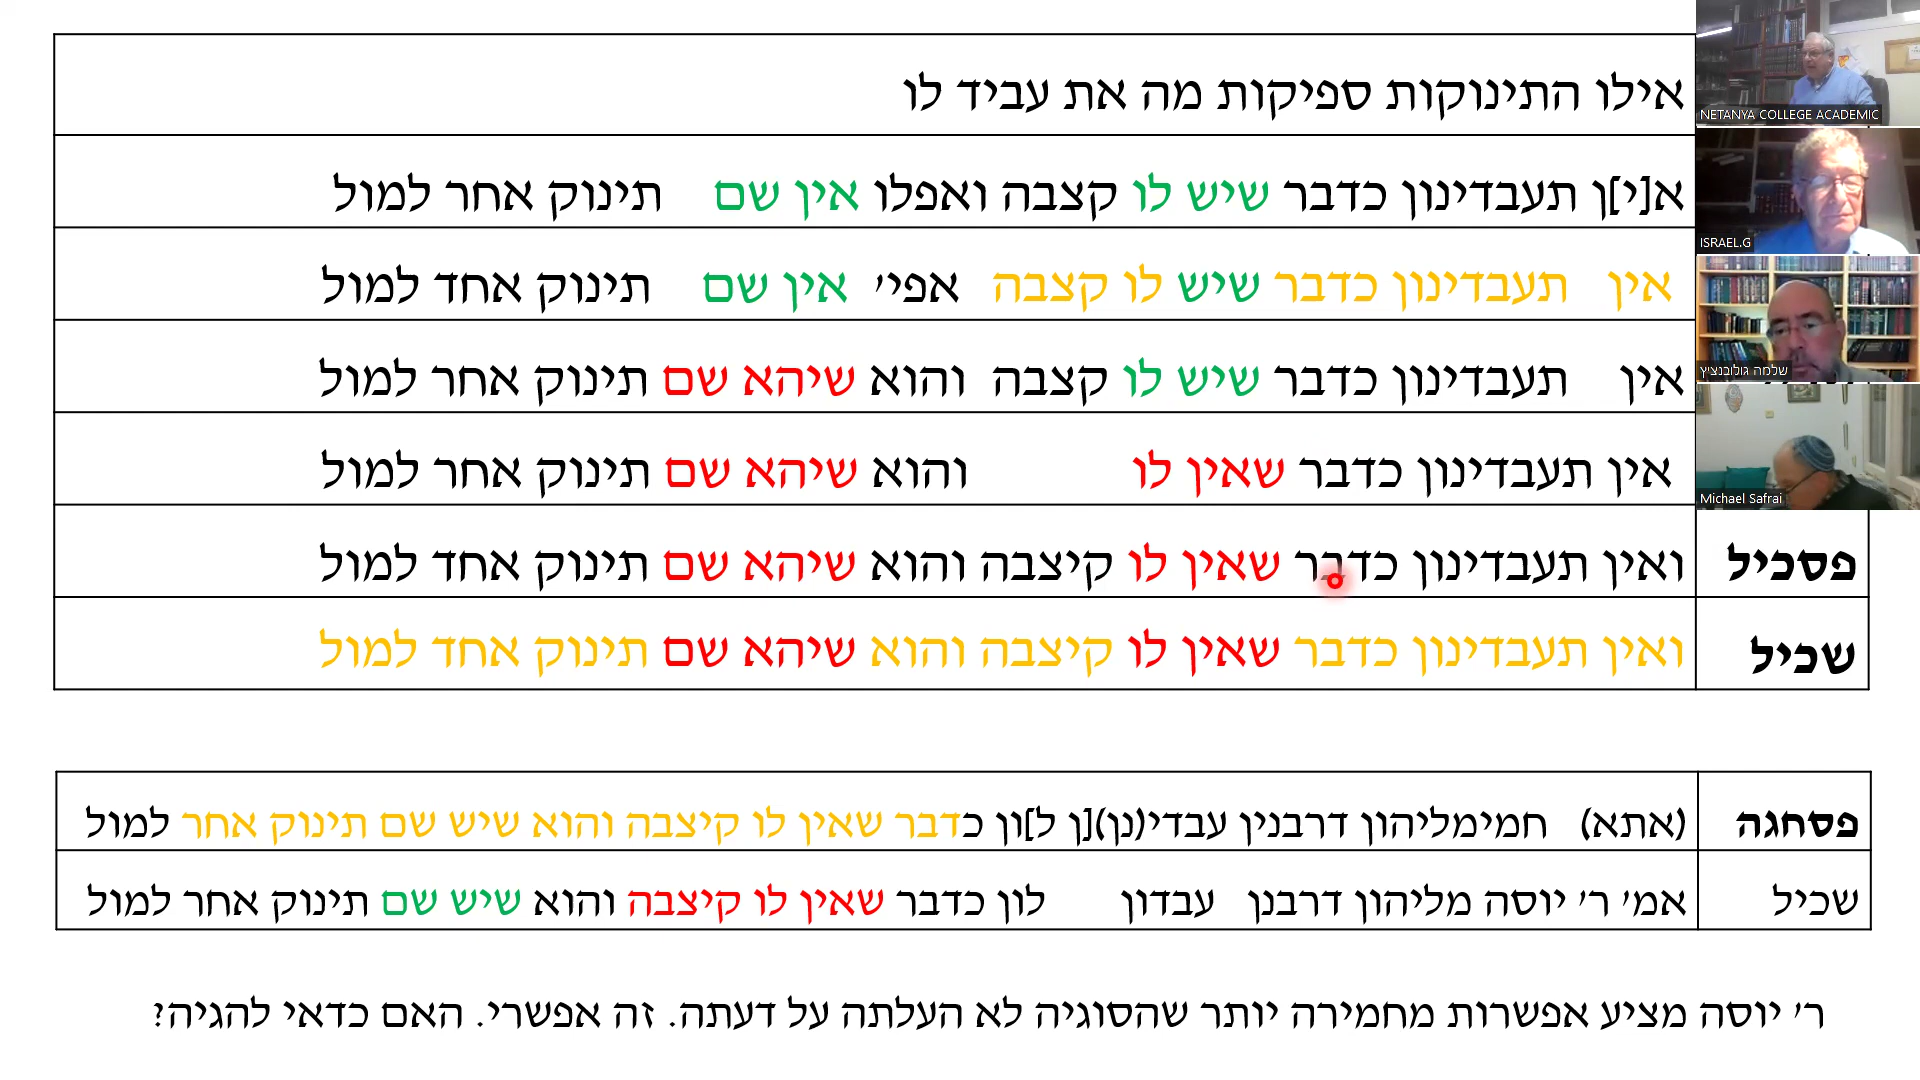 אילו התינוקות ספיקות מה את עביד לו
א[י]ן תעבדינון כדבר שיש לו קצבה ואפלו אין שם תינוק אחר למול
אין תעבדינון כדבר שיש לו קצבה אפי' אין שם תינוק אחד למול
אין תעבדינון כדבר שיש לו קצבה והוא שיהא שם תינוק אחר למול
אין תעבדינון כדבר שאין לו והוא שיהא שם תינוק אחר למול
פסכיל ואין תעבדינון כדבר שאין לו קיצבה והוא שיהא שם תינוק אחד למול
שכיל ואין תעבדינון כדבר שאין לו קיצבה והוא שיהא שם תינוק אחד למול
פסחגה (אתא) חמימליהון דרבנין עבדי(נן)[ן ל]ון כדבר שאין לו קיצבה והוא שיש שם תינוק אחר למול
שכיל אמ' ר' יוסה מליהון דרבנן עבדון לון כדבר שאין לו קיצבה והוא שיש שם תינוק אחר למול
ר' יוסה מציע אפשרות מחמירה יותר שהסוגיה לא העלתה על דעתה. זה אפשרי. האם כדאי להגיה?
NETANYA COLLEGE ACADEMIC
ISRAEL.G
שלמה גולובנציץ
Michael Safrai